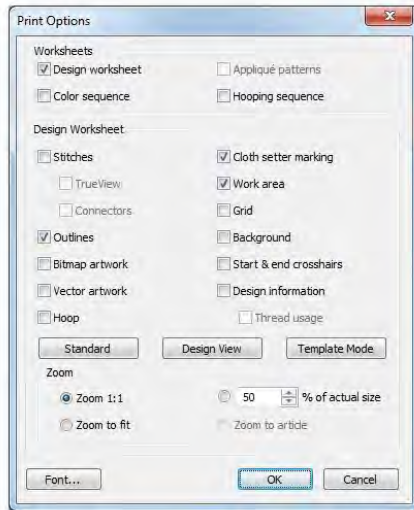 Print Options
Worksheets
Design worksheet Appliqué patterns
Color sequence Hooping sequence
Design Worksheet
Stitches Cloth setter marking
TrueView Work area
Connectors Grid
Outlines Background
Bitmap artwork Start & end crosshairs
Vector artwork Design information
Hoop Thread usage
Standard Design View Template Mode
Zoom
Zoom 1:1 50 % of actual size
Zoom to fit Zoom to article
Font... OK Cancel